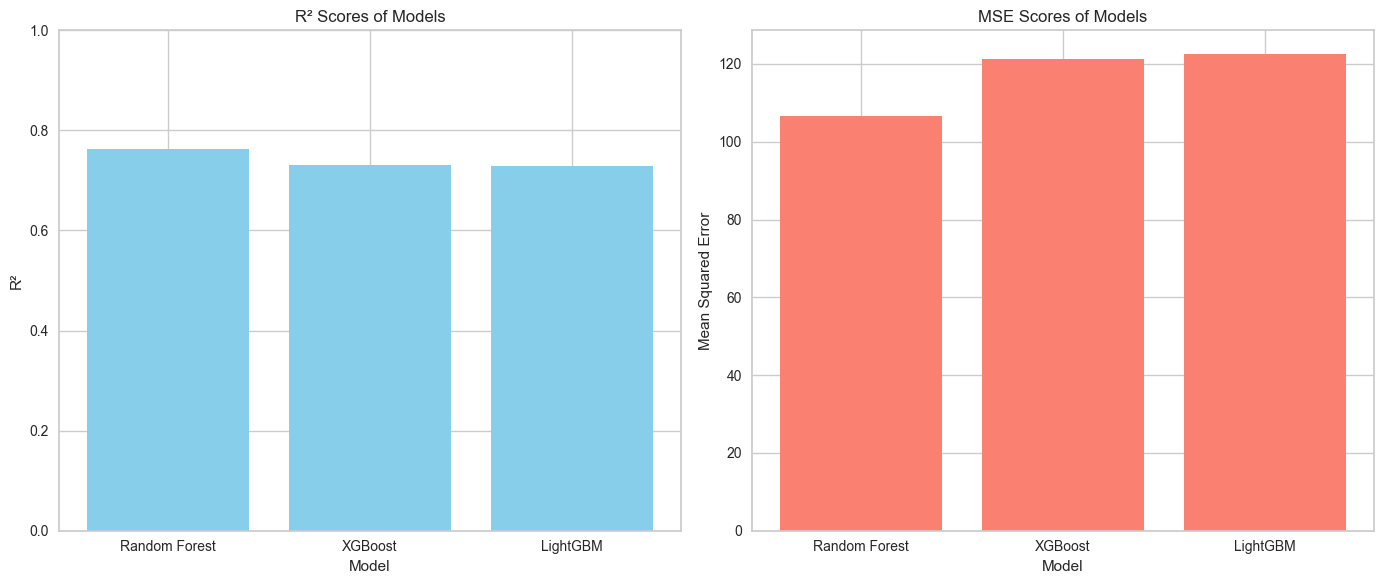 R² Scores of Models
1.0
0.8
0.6
0.4
0.2
0.0
R²
Random Forest
XGBoost
LightGBM
Model
MSE Scores of Models
120
100
80
60
40
20
0
Mean Squared Error
Random Forest
XGBoost
LightGBM
Model